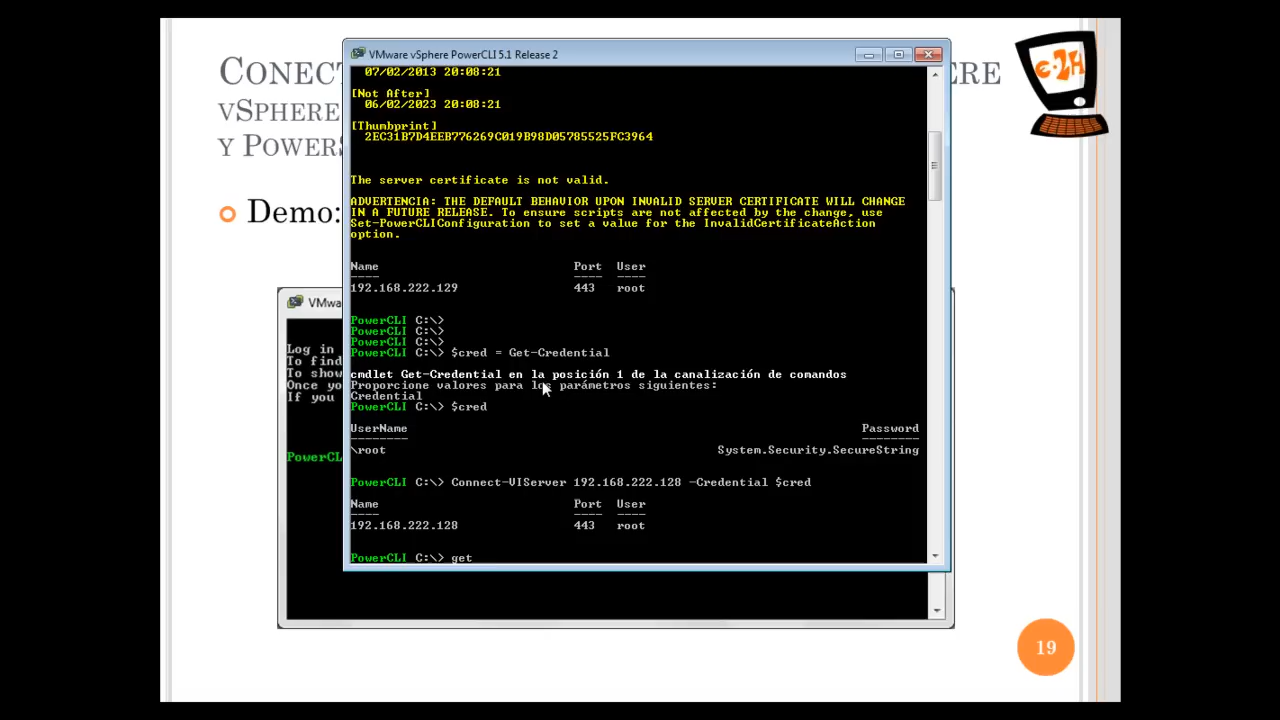 CONECT
ERE
VSPHERE
Y POWERS
e-2H
Demo:
VMware vSphere PowerCLI 5.1 Release 2
07/02/2013 20:08:21
[Not After]
06/02/2023 20:08:21
[Thumbprint]
2EC31B7D4EEB776269C019B98D05785525FC3964
The server certificate is not valid.
ADVERTENCIA: THE DEFAULT BEHAVIOR UPON INVALID SERVER CERTIFICATE WILL CHANGE
IN A FUTURE RELEASE. To ensure scripts are not affected by the change, use
Set-PowerCLIConfiguration to set a value for the InvalidCertificateAction
option.
Name Port User
---- ---- ----
192.168.222.129 443 root
PowerCLI C:\>
PowerCLI C:\>
PowerCLI C:\>
PowerCLI C:\> $cred = Get-Credential
cmdlet Get-Credential en la posición 1 de la canalización de comandos
Proporcione valores para los parámetros siguientes:
Credential
PowerCLI C:\> $cred
UserName Password
-------- --------
\root System.Security.SecureString
PowerCLI C:\> Connect-VIServer 192.168.222.128 -Credential $cred
Name Port User
---- ---- ----
192.168.222.128 443 root
PowerCLI C:\> get
VMwa
Log in
To find
To show
Once yo
If you
PowerCL
19